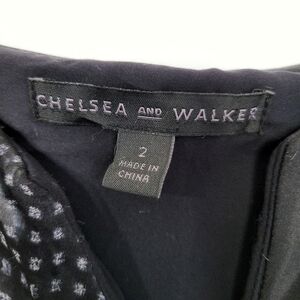 CHELSEA AND WALKER
2
MADE IN
CHINA